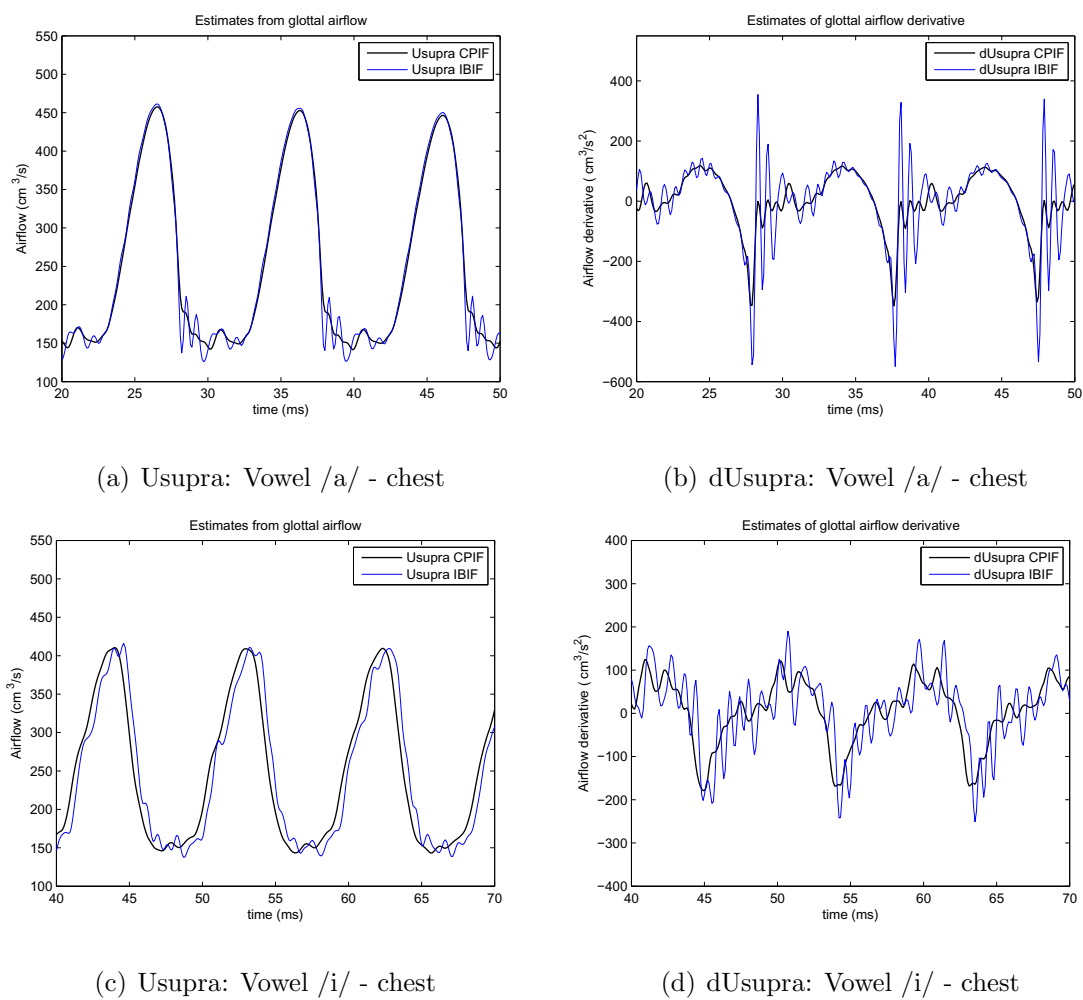 Estimates from glottal airflow
550
500
450
400
350
300
250
200
150
100
Airflow (cm³/s)
Usupra CPIF
Usupra IBIF
20 25 30 35 40 45 50
time (ms)
(a) Usupra: Vowel /a/ - chest
Estimates of glottal airflow derivative
400
200
0
−200
−400
−600
Airflow derivative ( cm³/s²)
dUsupra CPIF
dUsupra IBIF
20 25 30 35 40 45 50
time (ms)
(b) dUsupra: Vowel /a/ - chest
Estimates from glottal airflow
550
500
450
400
350
300
250
200
150
100
Airflow (cm³/s)
Usupra CPIF
Usupra IBIF
40 45 50 55 60 65 70
time (ms)
(c) Usupra: Vowel /i/ - chest
Estimates of glottal airflow derivative
400
300
200
100
0
−100
−200
−300
−400
Airflow derivative ( cm³/s²)
dUsupra CPIF
dUsupra IBIF
40 45 50 55 60 65 70
time (ms)
(d) dUsupra: Vowel /i/ - chest